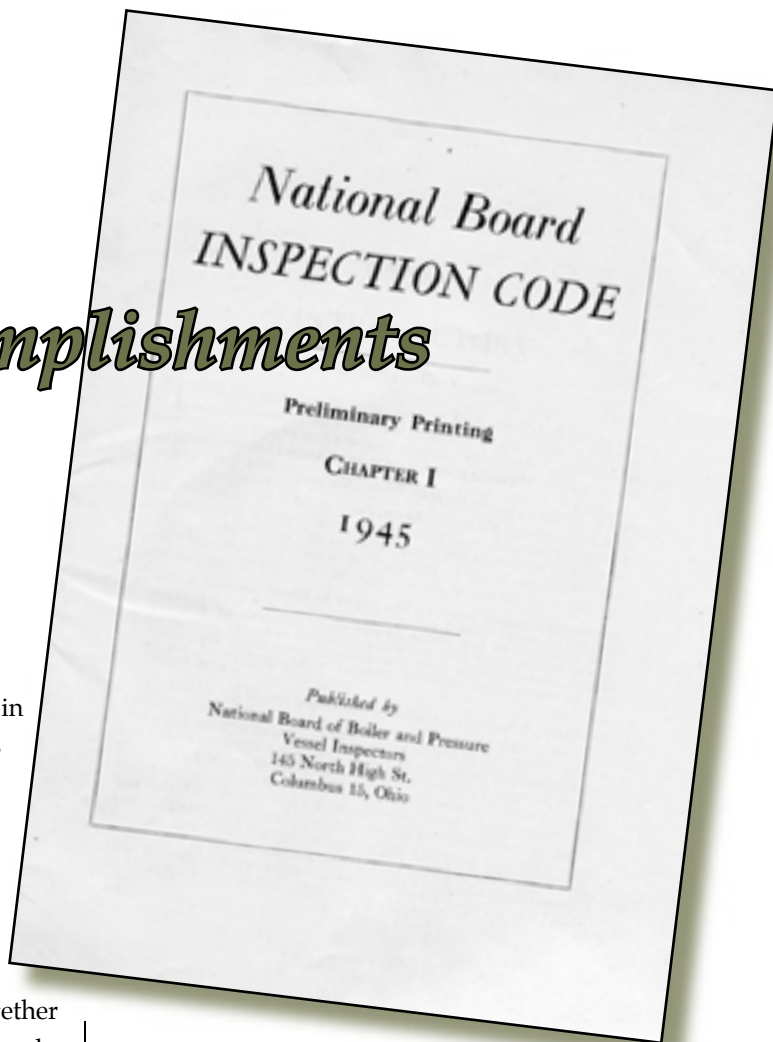 National Board
INSPECTION CODE
mplishments
Preliminary Printing
CHAPTER I
1945
Published by
National Board of Boiler and Pressure
Vessel Inspectors
145 North High St.
Columbus 15, Ohio
in
ether